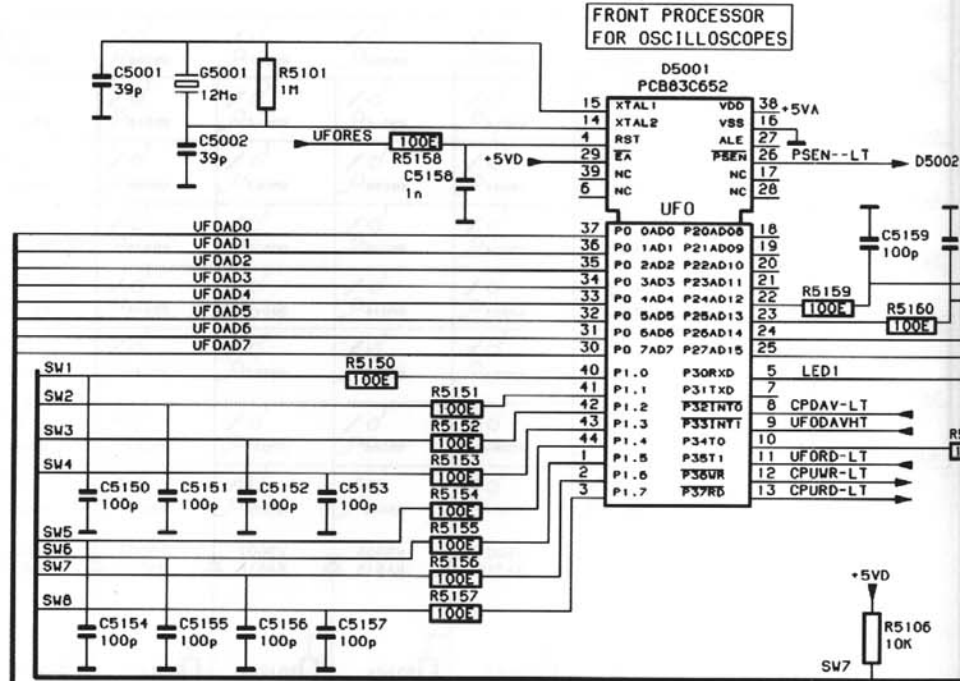 FRONT PROCESSOR
FOR OSCILLOSCOPES
D5001
PCB83C652
C5001
39p
G5001
12Mc
R5101
1M
C5002
39p
UFORES
100E
R5158
C5158
1n
+5VD
15 XTAL1 VDD 38 +5VA
14 XTAL2 VSS 16
4 RST ALE 27
29 EA PSEN 26 PSEN--LT D5002
39 NC NC 17
6 NC NC 28
UFO
UFOAD0 37 P0 0AD0 P20AD08 18
UFOAD1 36 P0 1AD1 P21AD09 19
UFOAD2 35 P0 2AD2 P22AD10 20
UFOAD3 34 P0 3AD3 P23AD11 21
UFOAD4 33 P0 4AD4 P24AD12 22
UFOAD5 32 P0 5AD5 P25AD13 23
UFOAD6 31 P0 6AD6 P26AD14 24
UFOAD7 30 P0 7AD7 P27AD15 25
C5159
100p
R5159
100E
R5160
100E
SW1 R5150 100E 40 P1.0 P30RXD 5 LED1
SW2 R5151 100E 41 P1.1 P31TXD 7
SW3 R5152 100E 42 P1.2 P32INT0 8 CPDAV-LT
SW4 R5153 100E 43 P1.3 P33INT1 9 UFODAVHT
R5154 100E 44 P1.4 P34T0 10
R5155 100E 1 P1.5 P35T1 11 UFORD-LT
R5156 100E 2 P1.6 P36WR 12 CPUWR-LT
R5157 100E 3 P1.7 P37RD 13 CPURD-LT
C5150
100p
C5151
100p
C5152
100p
C5153
100p
SW5
SW6
SW7
SW8
C5154
100p
C5155
100p
C5156
100p
C5157
100p
+5VD
R5106
10K
SW7